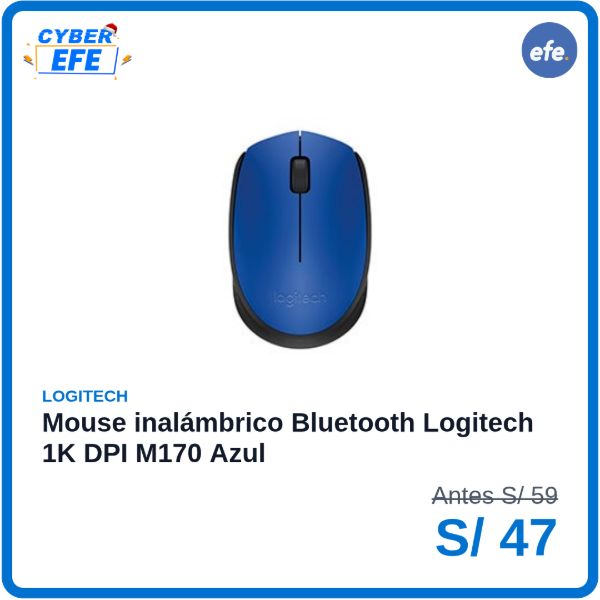 CYBER
EFE
efe.
logitech
LOGITECH
Mouse inalámbrico Bluetooth Logitech
1K DPI M170 Azul
Antes S/ 59
S/ 47